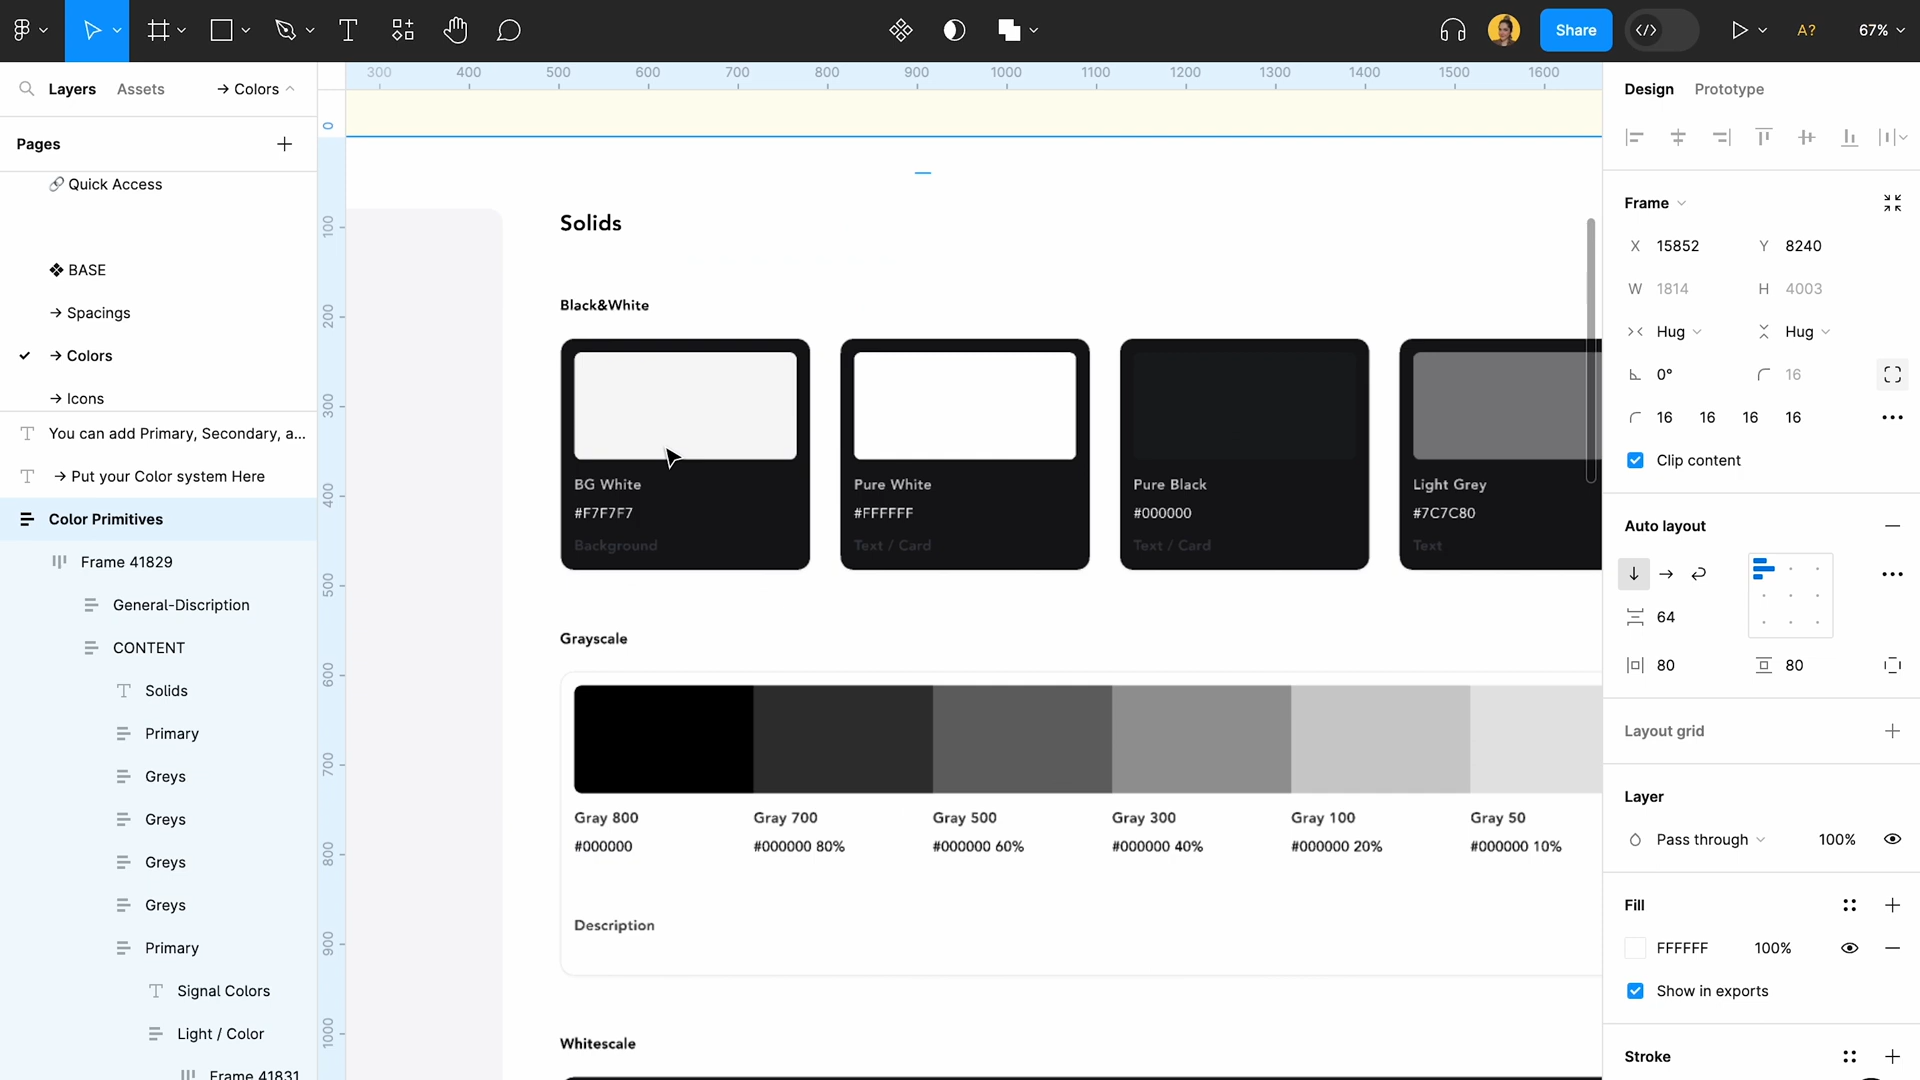 Share
A?
67%
Layers
Assets
→ Colors
Pages
Quick Access
BASE
→ Spacings
→ Colors
→ Icons
You can add Primary, Secondary, a...
→ Put your Color system Here
Color Primitives
Frame 41829
General-Discription
CONTENT
Solids
Primary
Greys
Greys
Greys
Greys
Primary
Signal Colors
Light / Color
Frame 41831
300 400 500 600 700 800 900 1000 1100 1200 1300 1400 1500 1600
0
100
200
300
400
500
600
700
800
900
1000
Solids
Black&White
BG White
#F7F7F7
Background
Pure White
#FFFFFF
Text / Card
Pure Black
#000000
Text / Card
Light Grey
#7C7C80
Text
Grayscale
Gray 800
#000000
Gray 700
#000000 80%
Gray 500
#000000 60%
Gray 300
#000000 40%
Gray 100
#000000 20%
Gray 50
#000000 10%
Description
Whitescale
Design
Prototype
Frame
X 15852
Y 8240
W 1814
H 4003
Hug
Hug
0°
16
16 16 16 16
Clip content
Auto layout
64
80
80
Layout grid
Layer
Pass through
100%
Fill
FFFFFF
100%
Show in exports
Stroke